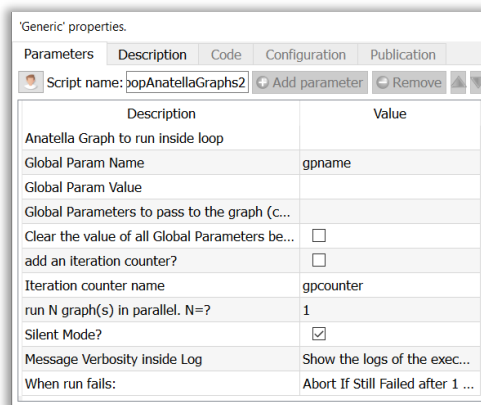 'Generic' properties.
Parameters Description Code Configuration Publication
Script name: opAnatellaGraphs2 Add parameter Remove
Description Value
Anatella Graph to run inside loop
Global Param Name gpname
Global Param Value
Global Parameters to pass to the graph (c...
Clear the value of all Global Parameters be...
add an iteration counter?
Iteration counter name gpcounter
run N graph(s) in parallel. N=? 1
Silent Mode?
Message Verbosity inside Log Show the logs of the exec...
When run fails: Abort If Still Failed after 1 ...